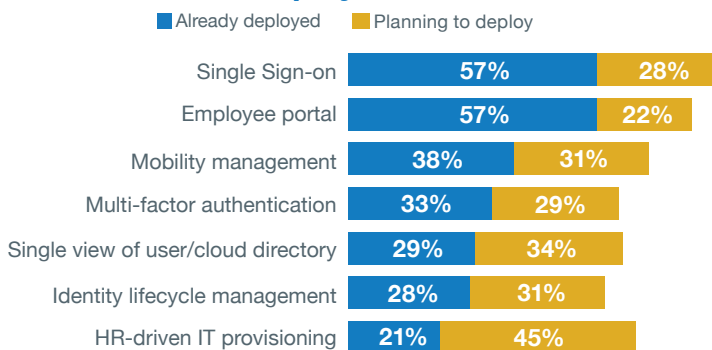 Already deployed Planning to deploy
Single Sign-on 57% 28%
Employee portal 57% 22%
Mobility management 38% 31%
Multi-factor authentication 33% 29%
Single view of user/cloud directory 29% 34%
Identity lifecycle management 28% 31%
HR-driven IT provisioning 21% 45%